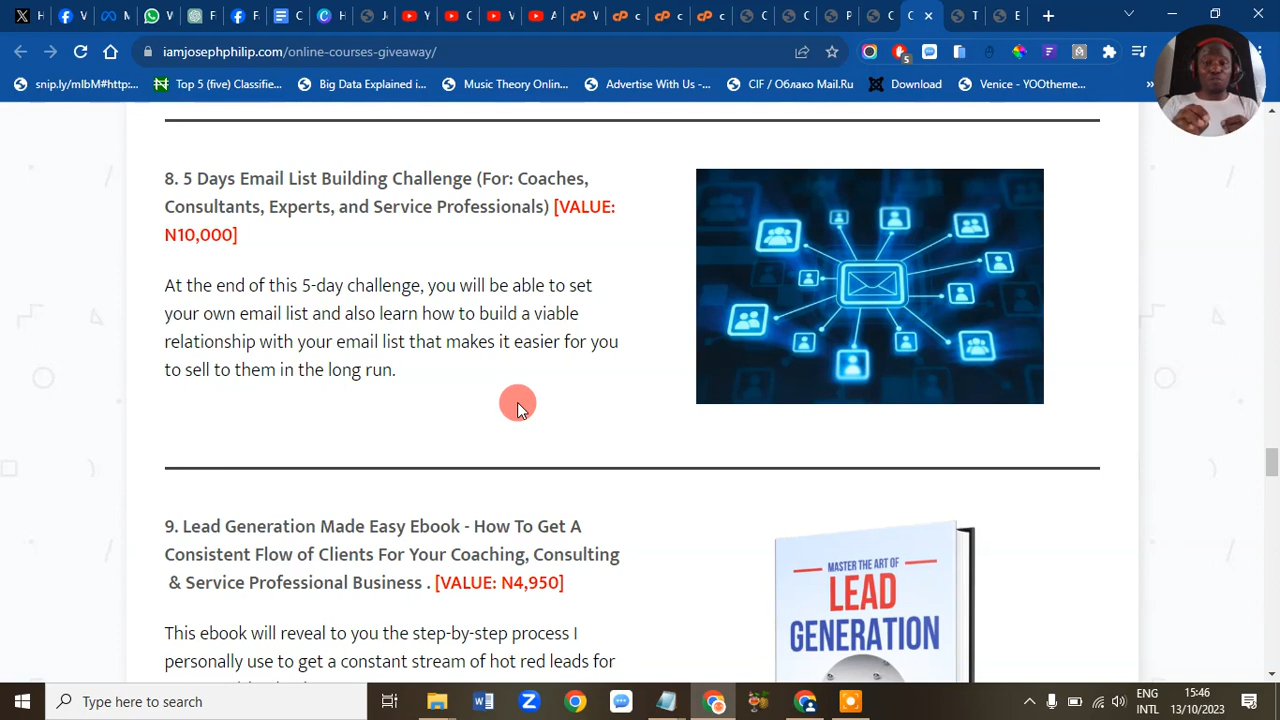 iamjosephphilip.com/online-courses-giveaway/
5
snip.ly/mlbM#http:...
Top 5 (five) Classifie...
Big Data Explained i...
Music Theory Onlin...
Advertise With Us -...
CIF / Облако Mail.Ru
Download
Venice - YOOtheme...
8. 5 Days Email List Building Challenge (For: Coaches,
Consultants, Experts, and Service Professionals) [VALUE:
N10,000]
At the end of this 5-day challenge, you will be able to set
your own email list and also learn how to build a viable
relationship with your email list that makes it easier for you
to sell to them in the long run.
9. Lead Generation Made Easy Ebook - How To Get A
Consistent Flow of Clients For Your Coaching, Consulting
& Service Professional Business . [VALUE: N4,950]
This ebook will reveal to you the step-by-step process I
personally use to get a constant stream of hot red leads for
MASTER THE ART OF
LEAD
GENERATION
Type here to search
ENG
INTL
15:46
13/10/2023